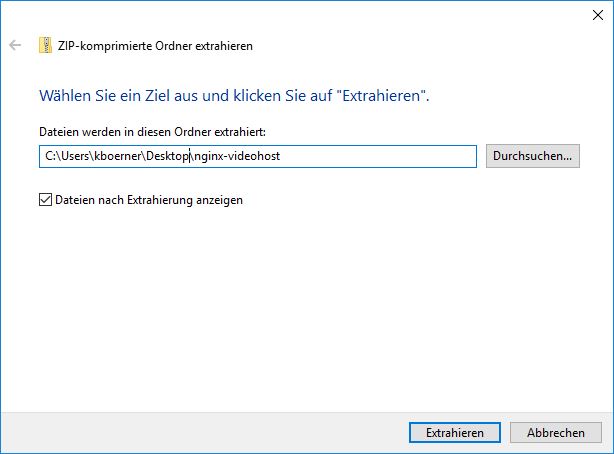 ZIP-komprimierte Ordner extrahieren
Wählen Sie ein Ziel aus und klicken Sie auf "Extrahieren".
Dateien werden in diesen Ordner extrahiert:
C:\Users\kboerner\Desktop\nginx-videohost
Durchsuchen...
Dateien nach Extrahierung anzeigen
Extrahieren
Abbrechen